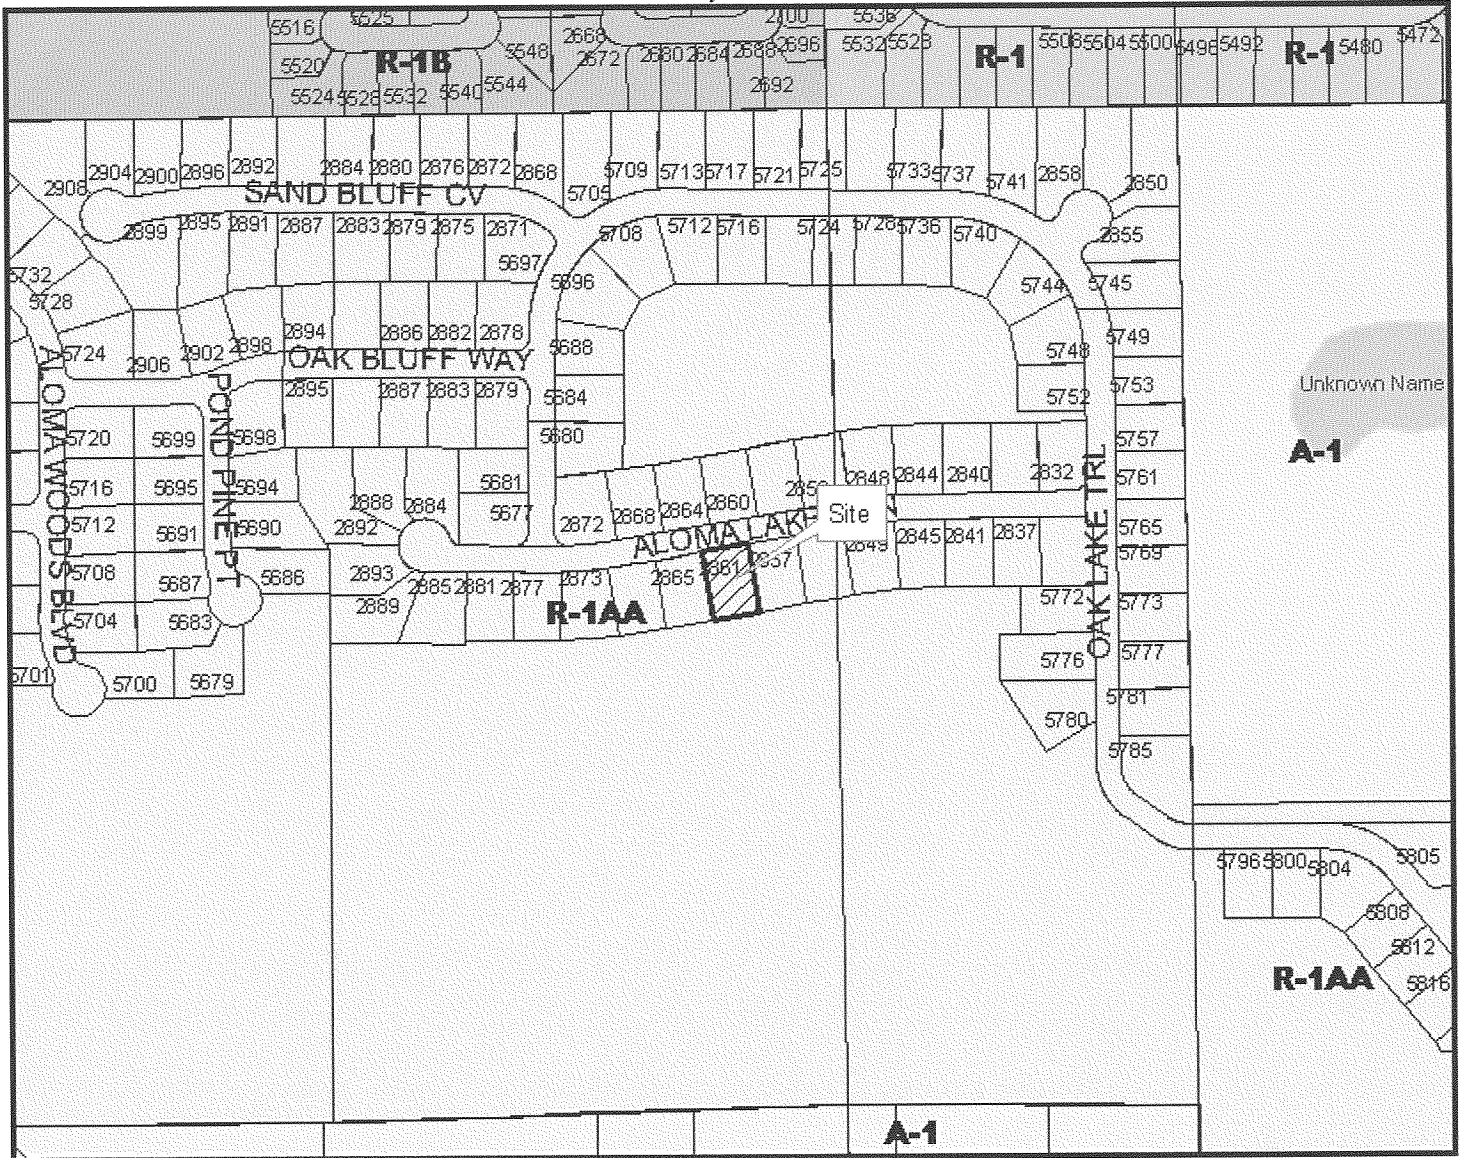 5516 5525 2668 2700 5536
5520 R-1B 5548 2672 2680 2684 2688 2696 5532 5528 R-1 5508 5504 5500 5496 5492 R-1 5480 5472
5524 5528 5532 5540 5544 2692
2908 2904 2900 2896 2892 2884 2880 2876 2872 2868 5705 5709 5713 5717 5721 5725 5733 5737 5741 2858 2850
SAND BLUFF CV
2899 2895 2891 2887 2883 2879 2875 2871 5708 5712 5716 5724 5728 5736 5740 2855
5732 5697 5696 5744 5745
5728
2894 2886 2882 2878 5749
5724 2906 2902 2898 5688 5748
OAK BLUFF WAY
Unknown Name
2895 2887 2883 2879 5684 5752 5753
ALOMA WOODS BLVD
POND PINE PT
5720 5699 5698 5680 5757
A-1
OAK LAKE TRL
5716 5695 5694 2888 2884 5681 2860 2848 2844 2840 2832 5761
5712 5691 5690 2892 5677 2872 2868 2864 Site
ALOMA LAKE
2849 2845 2841 2837 5765
5769
5708 5687 5686 2893 2885 2881 2877 2873 2865 2861
2889 R-1AA 5772 5773
5704 5683
5776 5777
5701 5700 5679
5780 5781
5785
5796 5800 5804 5805
5808
5812
R-1AA 5816
A-1